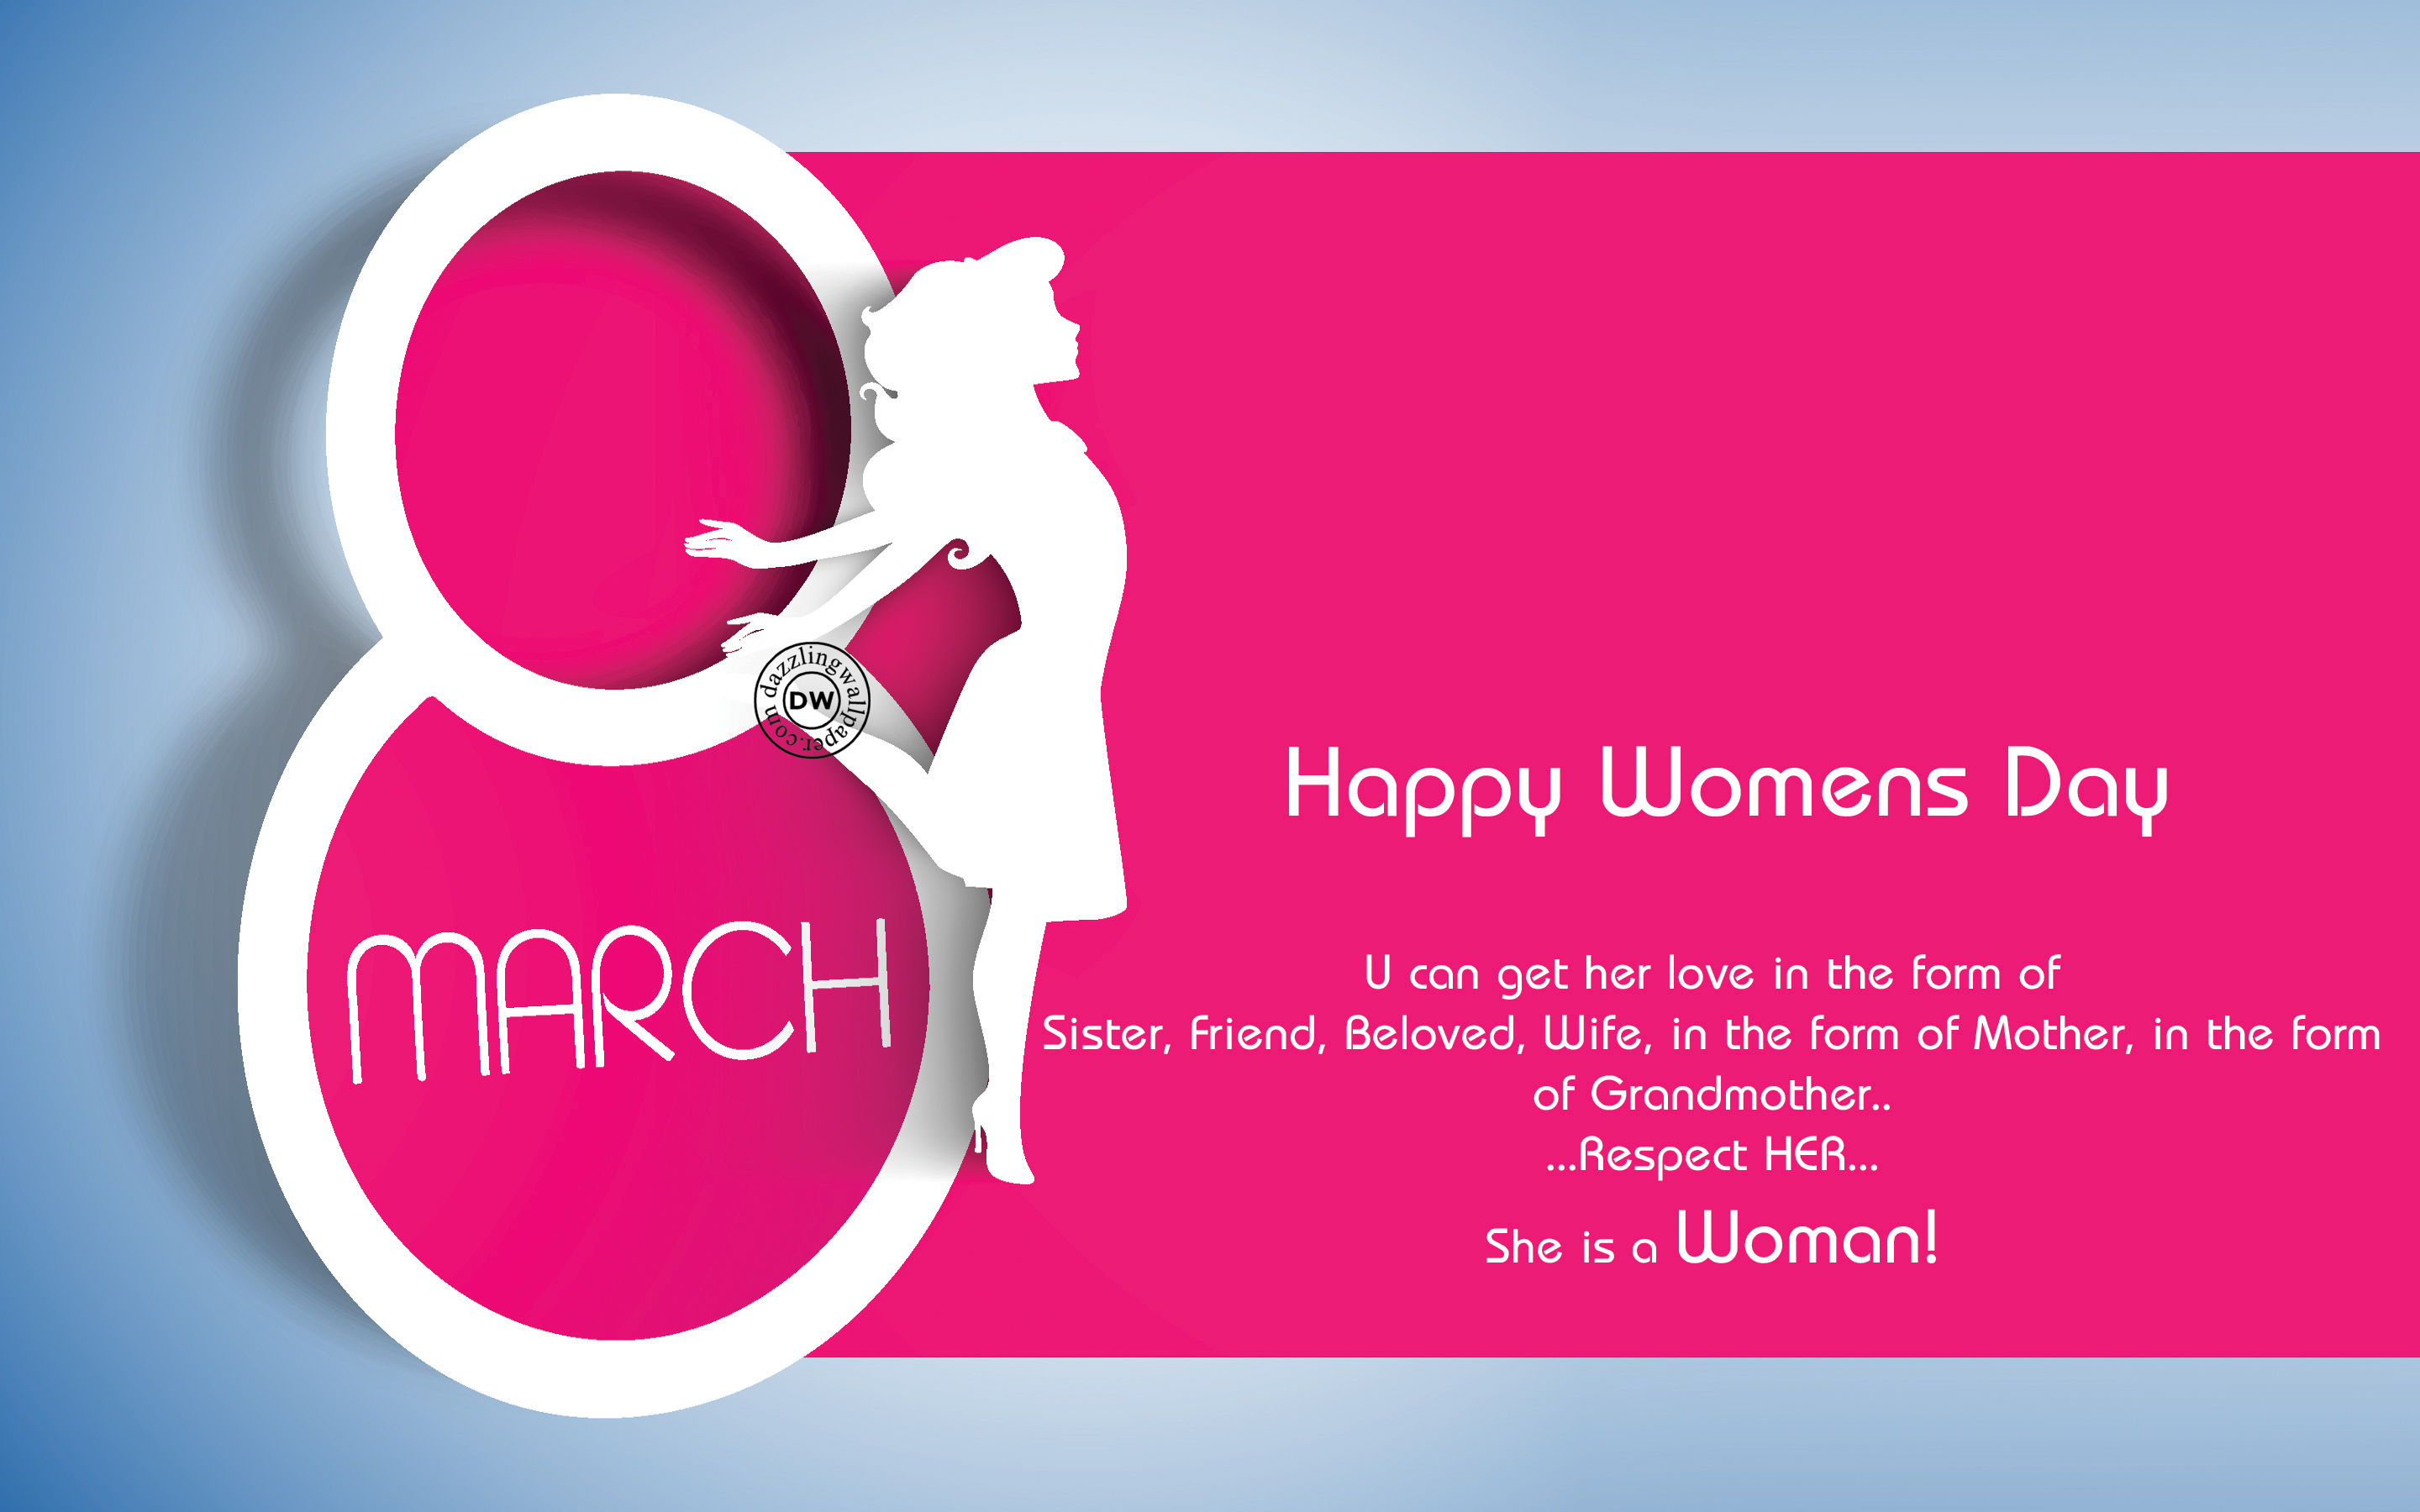 MARCH
dazzlingwallpaper.com
DW
Happy Womens Day
U can get her love in the form of
Sister, Friend, Beloved, Wife, in the form of Mother, in the form
of Grandmother..
...Respect HER...
She is a Woman!